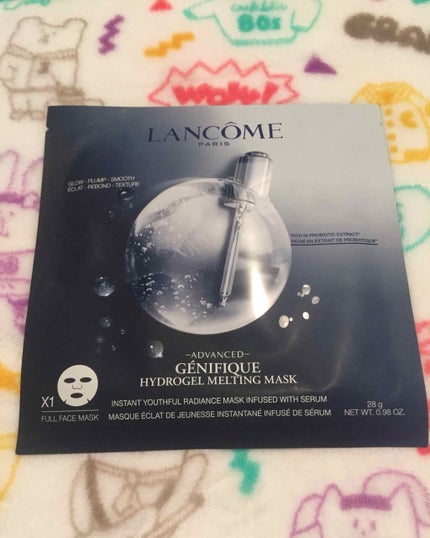 80s
Wow!
LANCÔME
PARIS
GLOW - PLUMP - SMOOTH
ÉCLAT - REBOND - TEXTURE
RICH IN PROBIOTIC EXTRACT*
RICHE EN EXTRAIT DE PROBIOTIQUE*
—ADVANCED—
GÉNIFIQUE
HYDROGEL MELTING MASK
X1
FULL FACE MASK
INSTANT YOUTHFUL RADIANCE MASK INFUSED WITH SERUM
MASQUE ÉCLAT DE JEUNESSE INSTANTANÉ INFUSÉ DE SÉRUM
28 g
NET WT. 0.98 OZ.